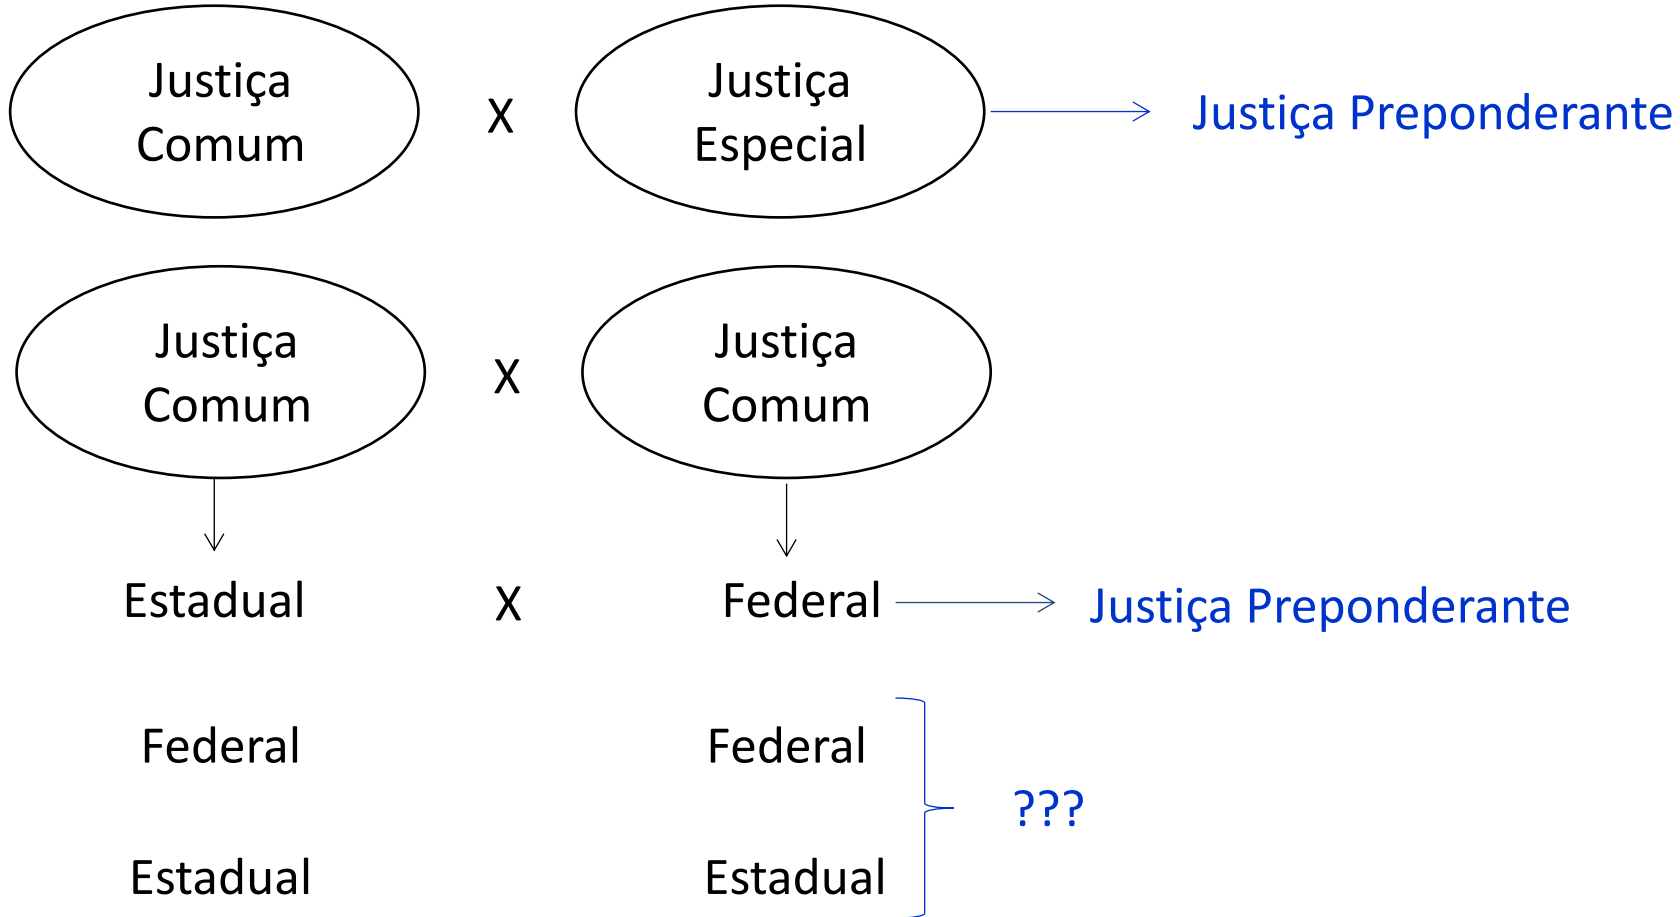 Justiça
Comum
X
Justiça
Especial
Justiça Preponderante
Justiça
Comum
X
Justiça
Comum
Estadual
X
Federal
Justiça Preponderante
Federal
Federal
???
Estadual
Estadual